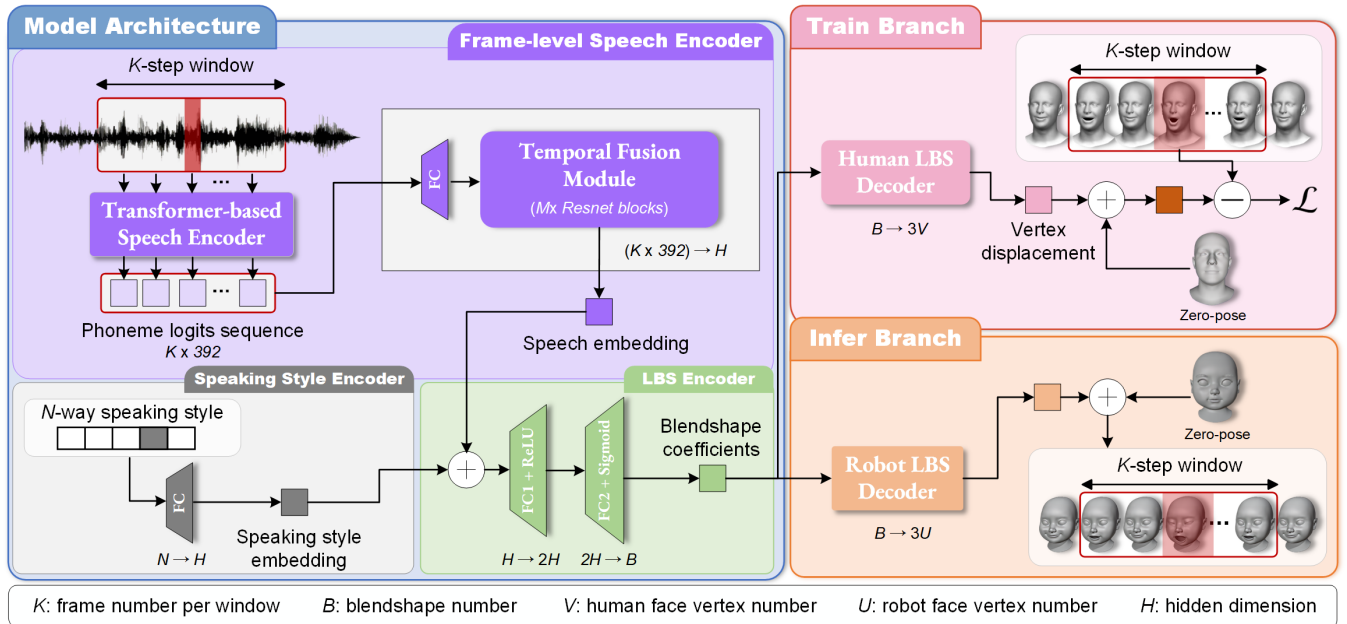 Model Architecture
Frame-level Speech Encoder
K-step window
Transformer-based
Speech Encoder
...
...
Phoneme logits sequence
K x 392
FC
Temporal Fusion
Module
(Mx Resnet blocks)
(K x 392) → H
Speech embedding
Speaking Style Encoder
N-way speaking style
FC
N → H
Speaking style
embedding
LBS Encoder
+
FC1 + ReLU
H → 2H
FC2 + Sigmoid
2H → B
Blendshape
coefficients
Train Branch
K-step window
...
Human LBS
Decoder
B → 3V
Vertex
displacement
+
−
ℒ
Zero-pose
Infer Branch
Robot LBS
Decoder
B → 3U
+
Zero-pose
K-step window
...
K: frame number per window B: blendshape number V: human face vertex number U: robot face vertex number H: hidden dimension